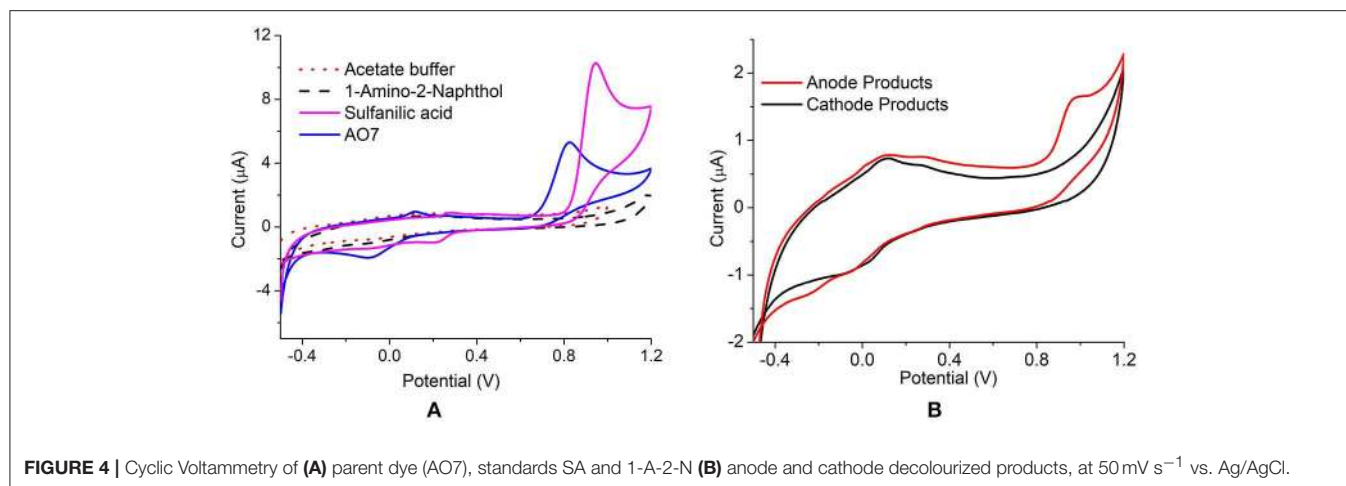 12
8
4
0
-4
Current (µA)
Acetate buffer
1-Amino-2-Naphthol
Sulfanilic acid
AO7
-0.4 0.0 0.4 0.8 1.2
Potential (V)
A
2
1
0
-1
-2
Current (µA)
Anode Products
Cathode Products
-0.4 0.0 0.4 0.8 1.2
Potential (V)
B
FIGURE 4 | Cyclic Voltammetry of (A) parent dye (AO7), standards SA and 1-A-2-N (B) anode and cathode decolourized products, at 50 mV s−1 vs. Ag/AgCl.